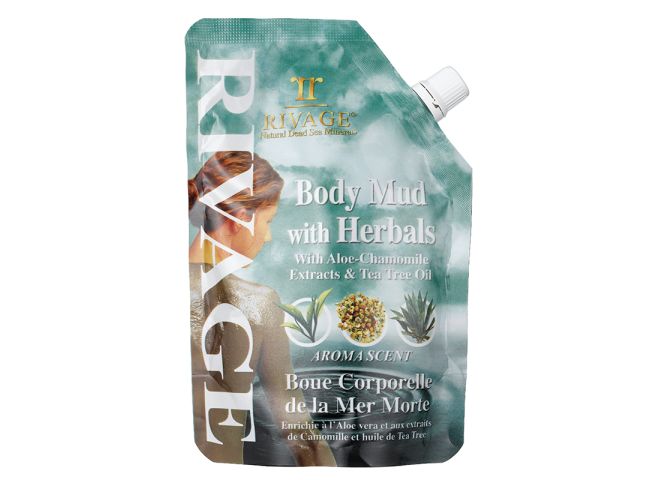 RIVAGE
rr
RIVAGE
Natural Dead Sea Minerals
Body Mud
with Herbals
With Aloe-Chamomile
Extracts & Tea Tree Oil
AROMA SCENT
Boue Corporelle
de la Mer Morte
Enrichie à l'Aloe vera et aux extraits
de Camomille et huile de Tea Tree